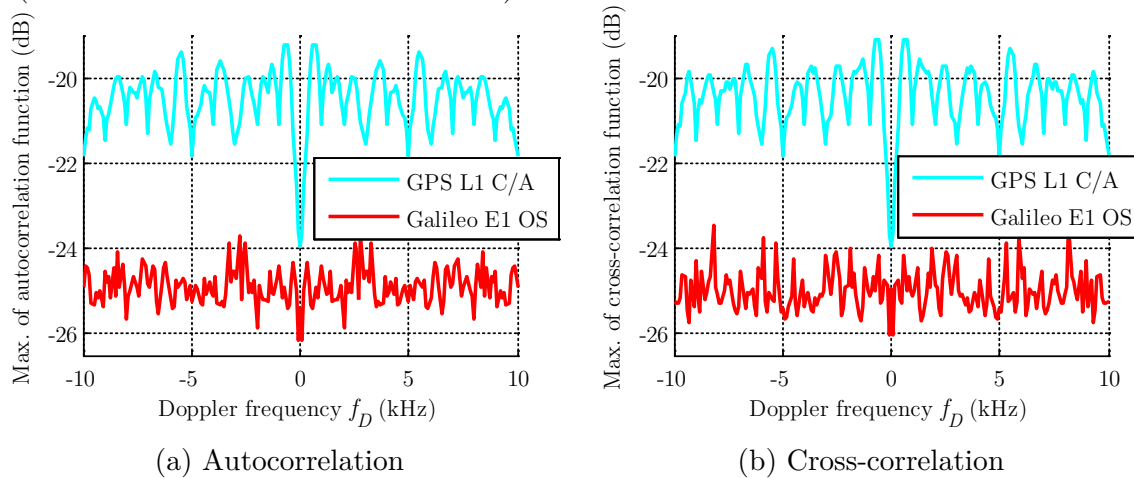 Max. of autocorrelation function (dB)
-20
-22
-24
-26
-10
-5
0
5
10
Doppler frequency f_D (kHz)
GPS L1 C/A
Galileo E1 OS
(a) Autocorrelation
Max. of cross-correlation function (dB)
-20
-22
-24
-26
-10
-5
0
5
10
Doppler frequency f_D (kHz)
GPS L1 C/A
Galileo E1 OS
(b) Cross-correlation